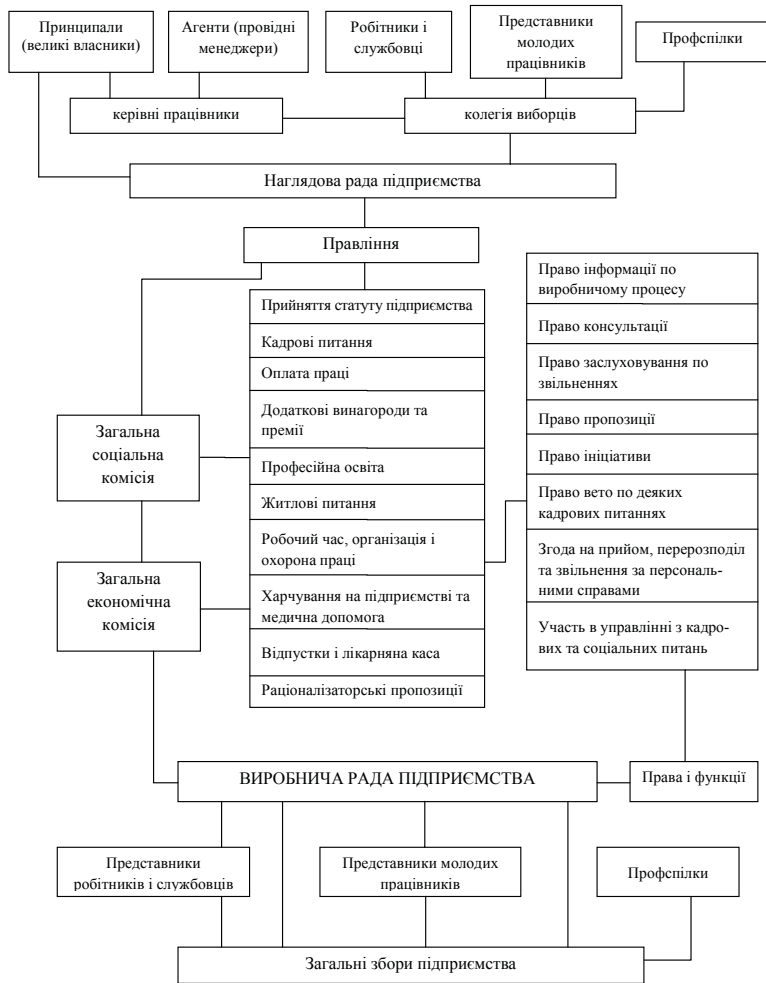 Принципали
(великі власники)
Агенти (провідні
менеджери)
Робітники і
службовці
Представники
молодих
працівників
Профспілки
керівні працівники
колегія виборців
Наглядова рада підприємства
Правління
Прийняття статуту підприємства
Кадрові питання
Оплата праці
Додаткові винагороди та
премії
Професійна освіта
Житлові питання
Робочий час, організація і
охорона праці
Харчування на підприємстві та
медична допомога
Відпустки і лікарняна каса
Раціоналізаторські пропозиції
Право інформації по
виробничому процесу
Право консультації
Право заслуховування по
звільненнях
Право пропозиції
Право ініціативи
Право вето по деяких
кадрових питаннях
Згода на прийом, перерозподіл
та звільнення за персональ-
ними справами
Участь в управлінні з кадро-
вих та соціальних питань
Загальна
соціальна
комісія
Загальна
економічна
комісія
ВИРОБНИЧА РАДА ПІДПРИЄМСТВА
Права і функції
Представники
робітників і службовців
Представники молодих
працівників
Профспілки
Загальні збори підприємства